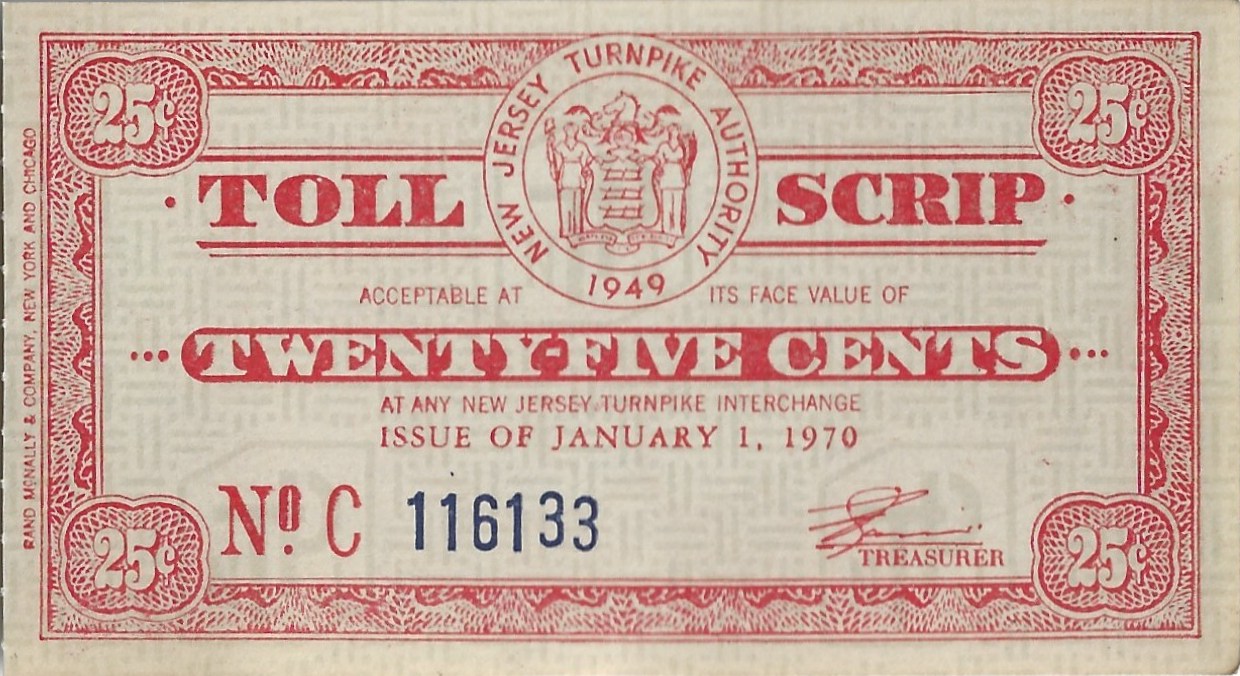 25¢ 25¢
NEW JERSEY TURNPIKE AUTHORITY
1949
· TOLL SCRIP ·
ACCEPTABLE AT ITS FACE VALUE OF
··· TWENTY-FIVE CENTS ···
AT ANY NEW JERSEY TURNPIKE INTERCHANGE
ISSUE OF JANUARY 1, 1970
Nº. C 116133
TREASURER
25¢ 25¢
RAND MCNALLY & COMPANY, NEW YORK AND CHICAGO